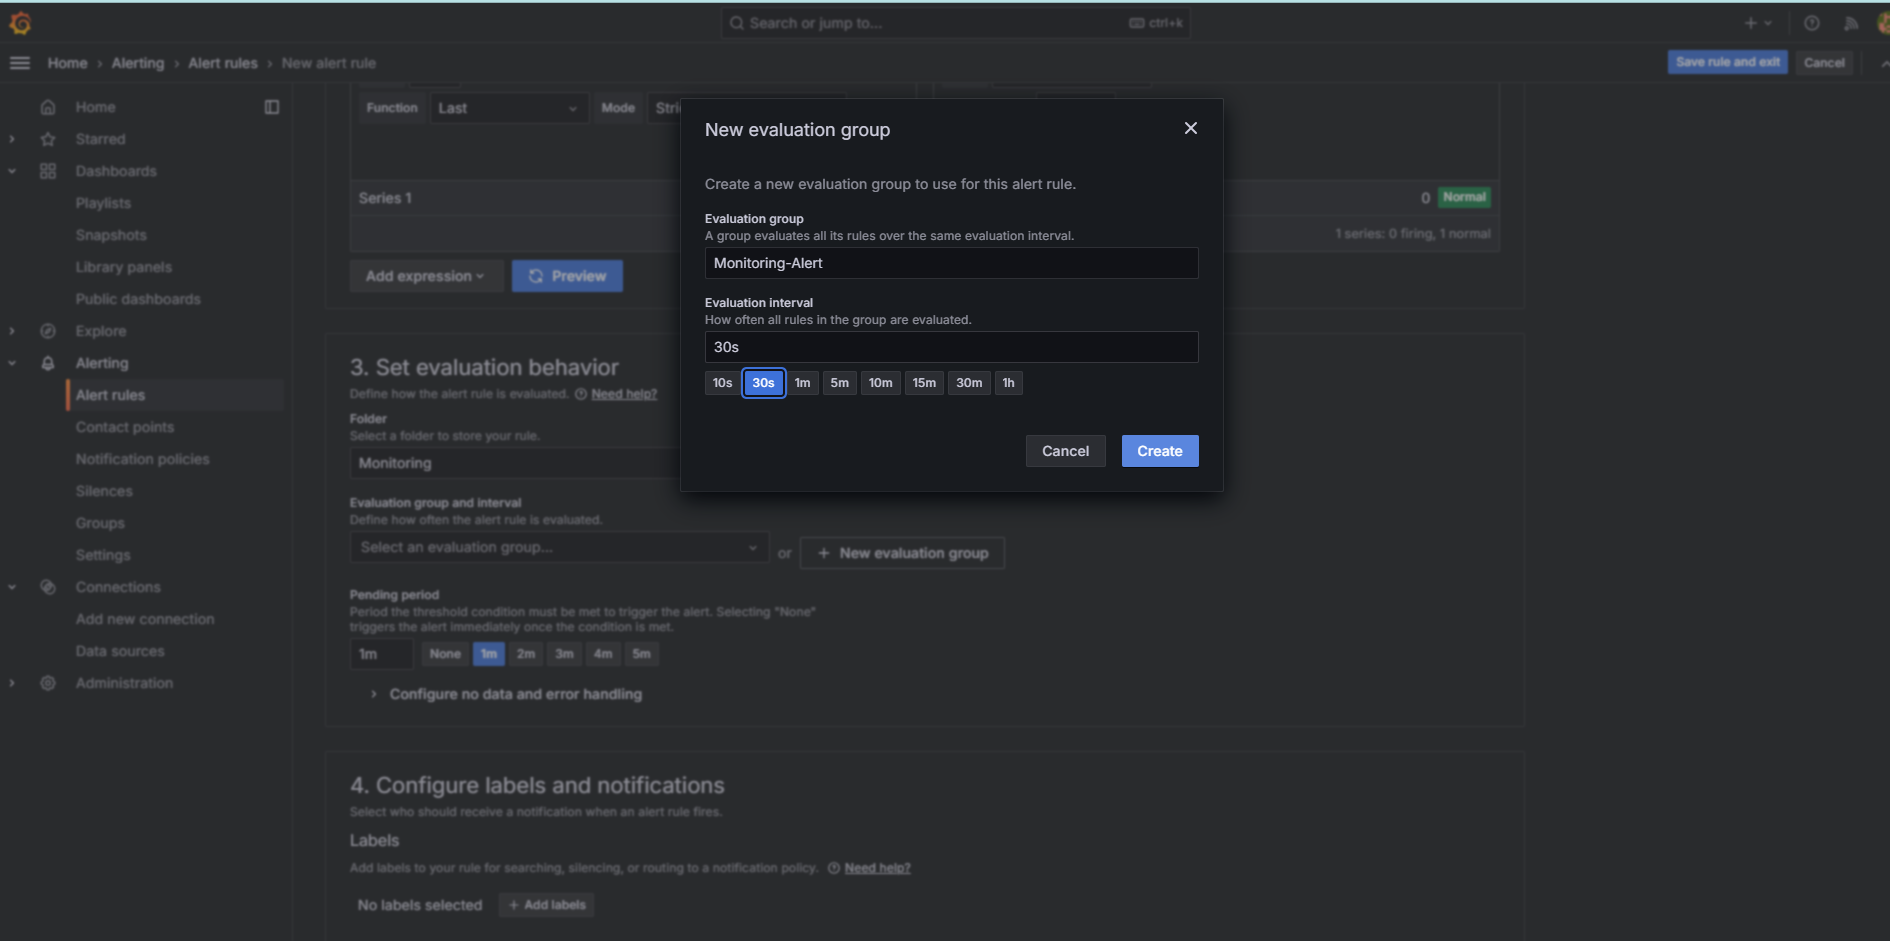 Search or jump to...
ctrl+k
Home > Alerting > Alert rules > New alert rule
Save rule and exit
Cancel
Home
Starred
Dashboards
Playlists
Snapshots
Library panels
Public dashboards
Explore
Alerting
Alert rules
Contact points
Notification policies
Silences
Groups
Settings
Connections
Add new connection
Data sources
Administration
Function Last Mode
Series 1
0 Normal
1 series: 0 firing, 1 normal
Add expression
Preview
New evaluation group
Create a new evaluation group to use for this alert rule.
Evaluation group
A group evaluates all its rules over the same evaluation interval.
Monitoring-Alert
Evaluation interval
How often all rules in the group are evaluated.
30s
10s 30s 1m 5m 10m 15m 30m 1h
Cancel
Create
3. Set evaluation behavior
Define how the alert rule is evaluated. Need help?
Folder
Select a folder to store your rule.
Monitoring
Evaluation group and interval
Define how often the alert rule is evaluated.
Select an evaluation group...
or
+ New evaluation group
Pending period
Period the threshold condition must be met to trigger the alert. Selecting "None"
triggers the alert immediately once the condition is met.
1m None 1m 2m 3m 4m 5m
Configure no data and error handling
4. Configure labels and notifications
Select who should receive a notification when an alert rule fires.
Labels
Add labels to your rule for searching, silencing, or routing to a notification policy. Need help?
No labels selected
+ Add labels